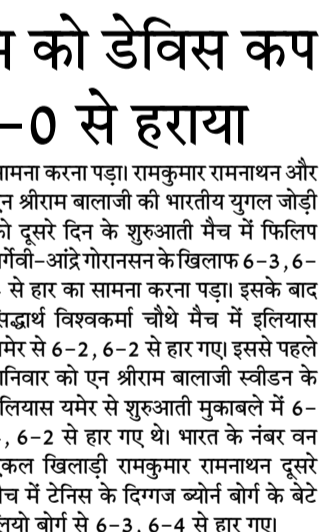 को डेविस कप
-0 से हराया
सामना करना पड़ा। रामकुमार रामनाथन और
एन श्रीराम बालाजी की भारतीय युगल जोड़ी
को दूसरे दिन के शुरुआती मैच में फिलिप
बर्गेवी-आंद्रे गोरानसन के खिलाफ 6-3, 6-
से हार का सामना करना पड़ा। इसके बाद
सिद्धार्थ विश्वकर्मा चौथे मैच में इलियास
यमेर से 6-2, 6-2 से हार गए। इससे पहले
शनिवार को एन श्रीराम बालाजी स्वीडन के
इलियास यमेर से शुरुआती मुकाबले में 6-
, 6-2 से हार गए थे। भारत के नंबर वन
एकल खिलाड़ी रामकुमार रामनाथन दूसरे
मैच में टेनिस के दिग्गज ब्योर्न बोर्ग के बेटे
लियो बोर्ग से 6-3, 6-4 से हार गए।